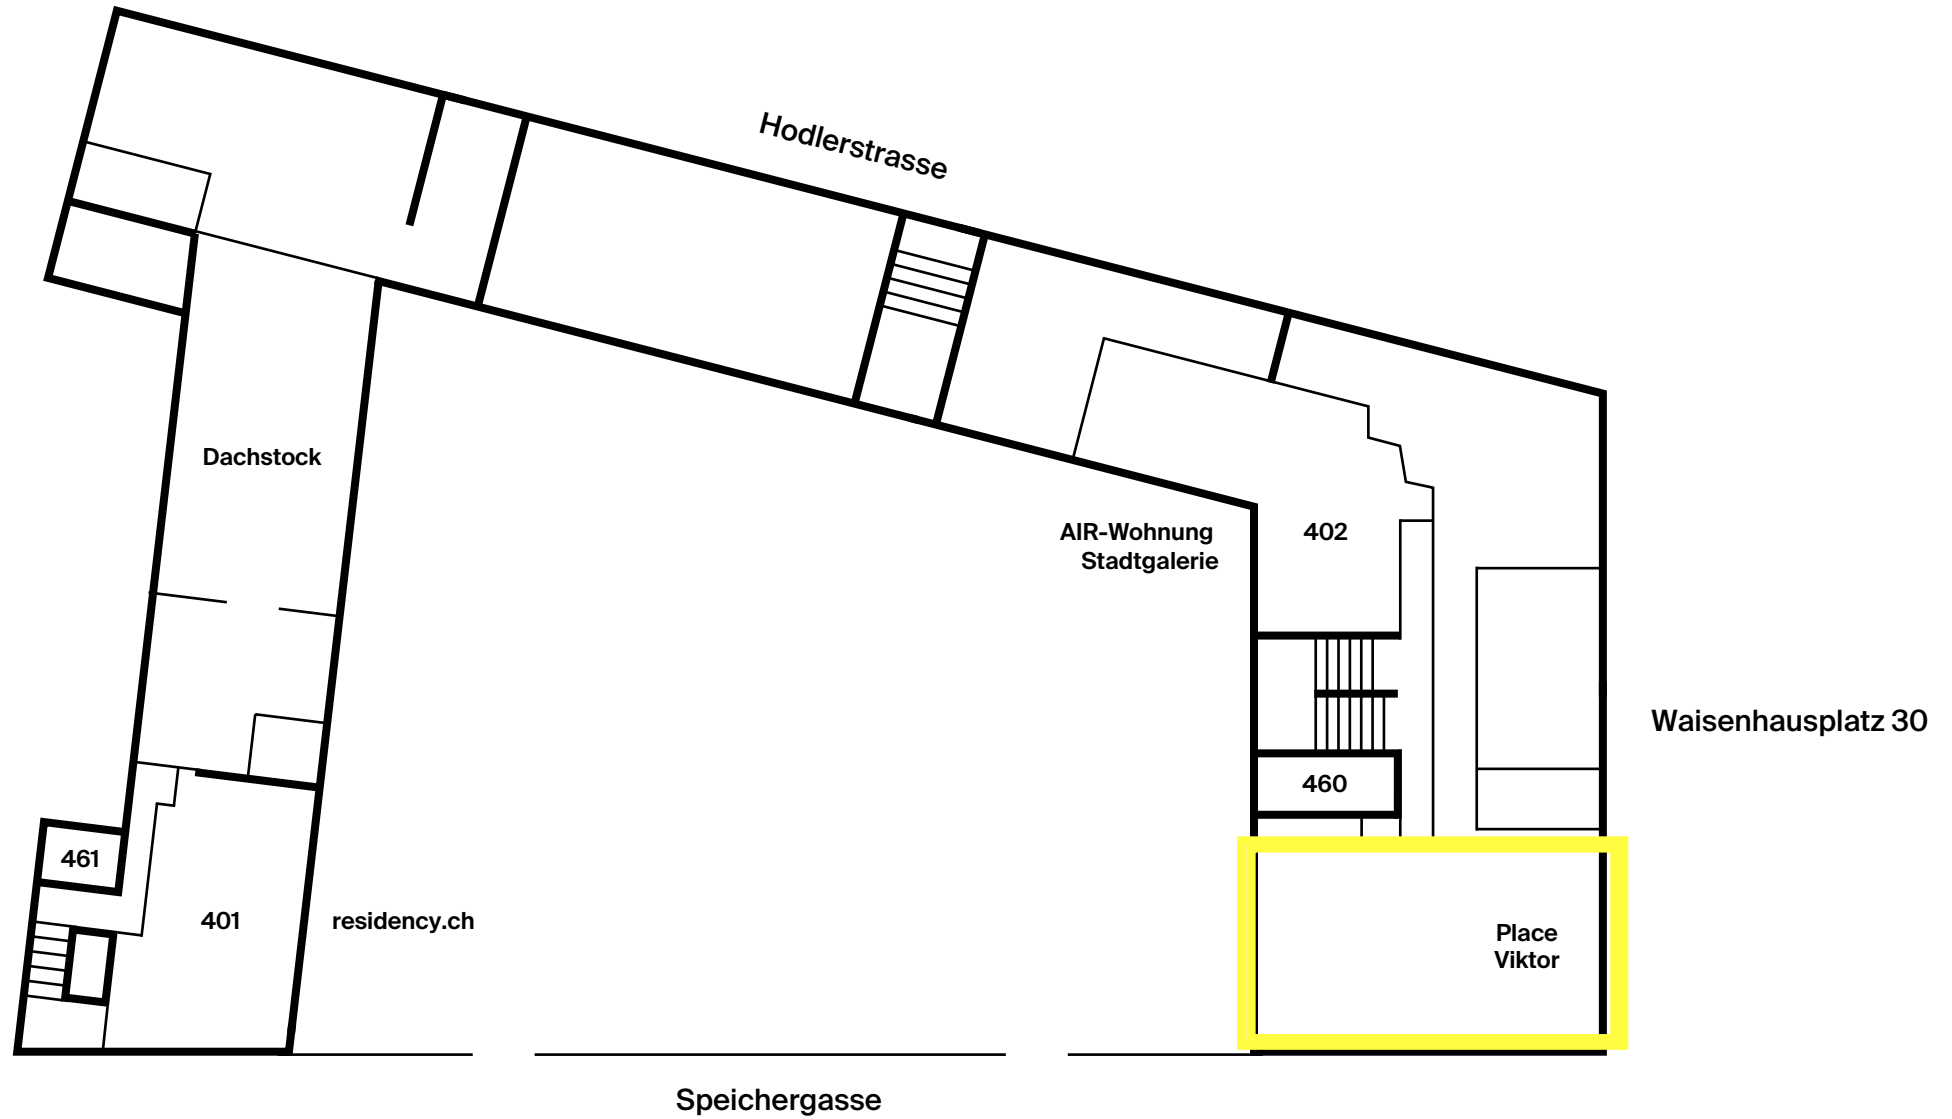 Hodlerstrasse
Dachstock
AIR-Wohnung
Stadtgalerie
402
Waisenhausplatz 30
460
461
401
residency.ch
Place
Viktor
Speichergasse